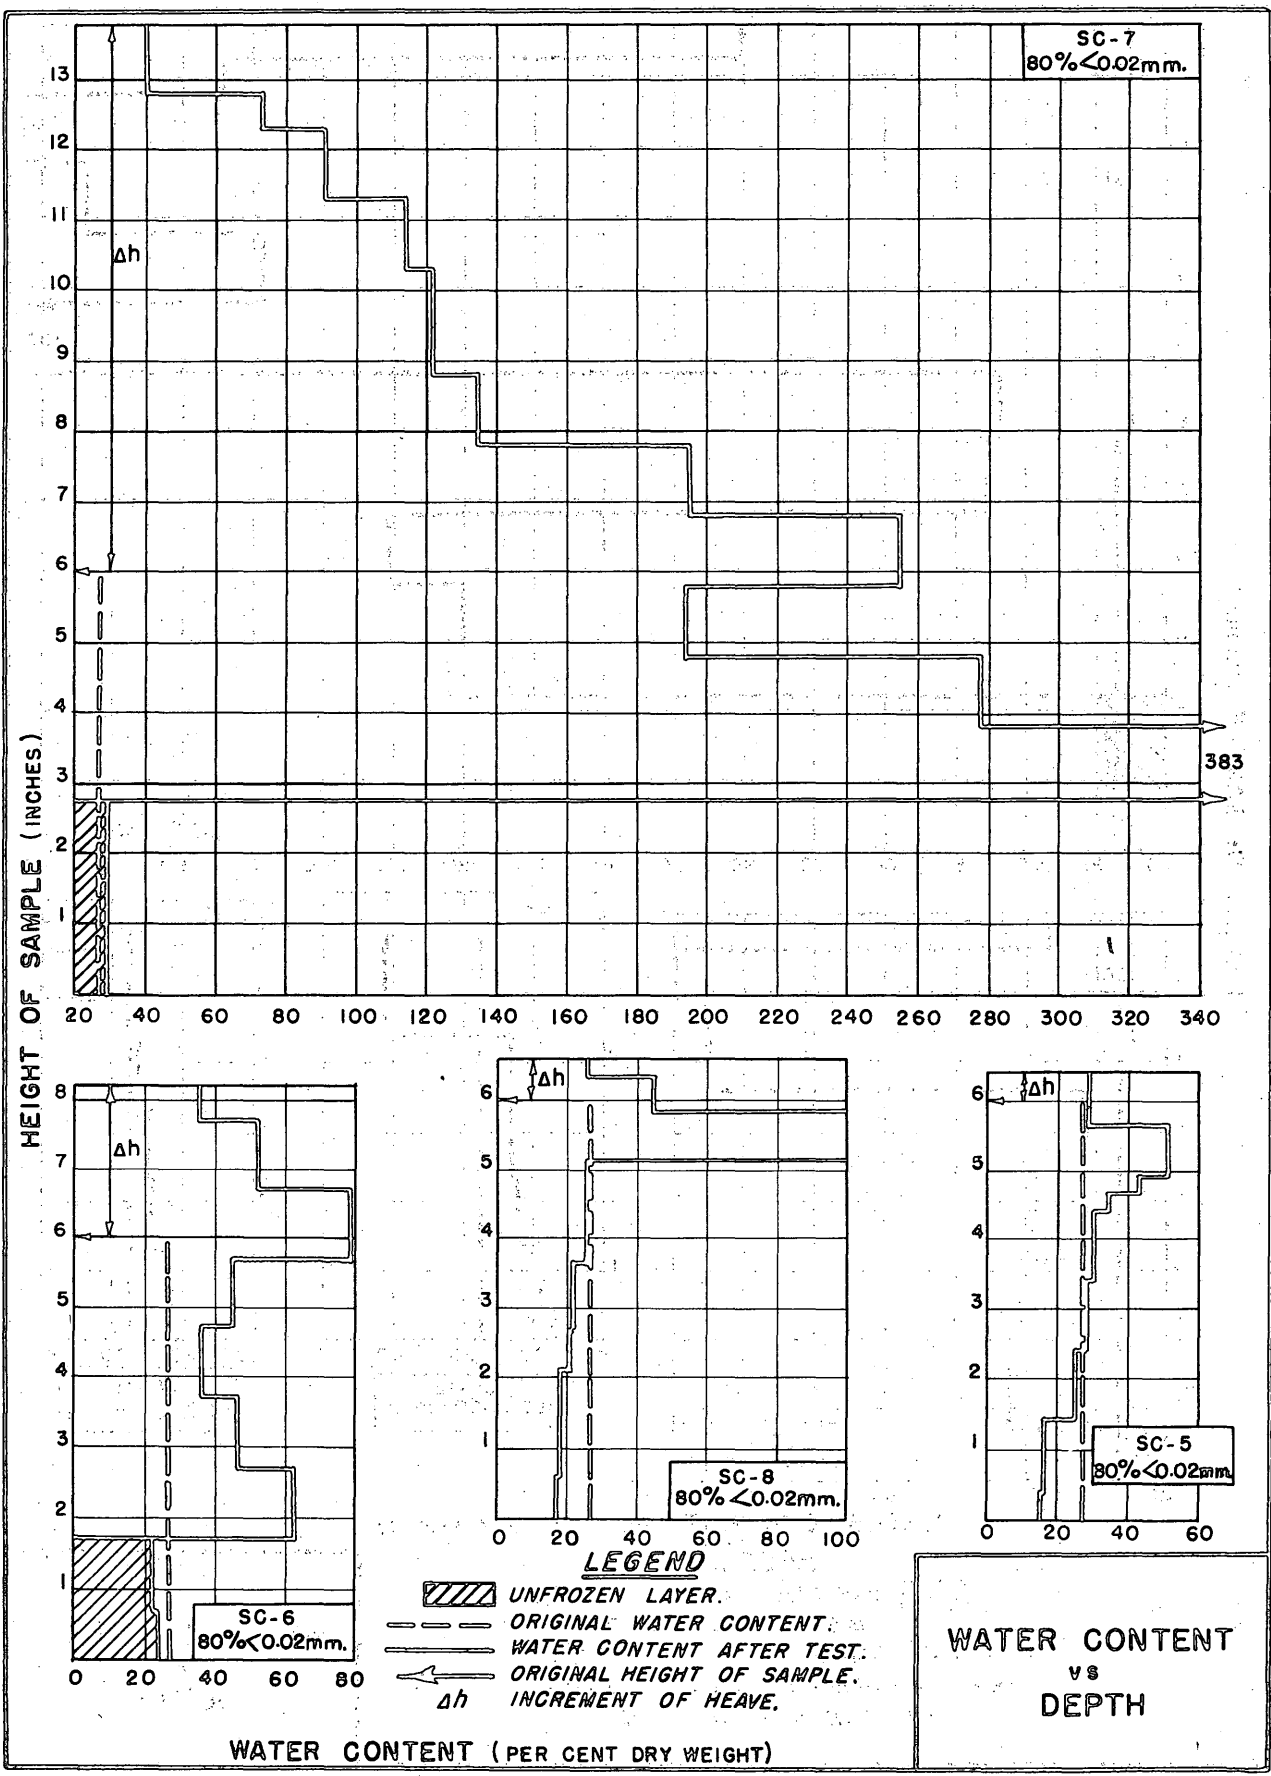 SC-7
80%<0.02mm.
13
12
11
Δh
10
9
8
7
6
5
4
383
3
2
1
HEIGHT OF SAMPLE (INCHES)
20 40 60 80 100 120 140 160 180 200 220 240 260 280 300 320 340
8
Δh
7
6
5
4
3
2
1
SC-6
80%<0.02mm.
0 20 40 60 80
6
Δh
5
4
3
2
1
SC-8
80%<0.02mm.
0 20 40 60 80 100
6
Δh
5
4
3
2
1
SC-5
80%<0.02mm
0 20 40 60
LEGEND
UNFROZEN LAYER.
ORIGINAL WATER CONTENT.
WATER CONTENT AFTER TEST.
ORIGINAL HEIGHT OF SAMPLE.
Δh INCREMENT OF HEAVE.
WATER CONTENT (PER CENT DRY WEIGHT)
WATER CONTENT
VS
DEPTH